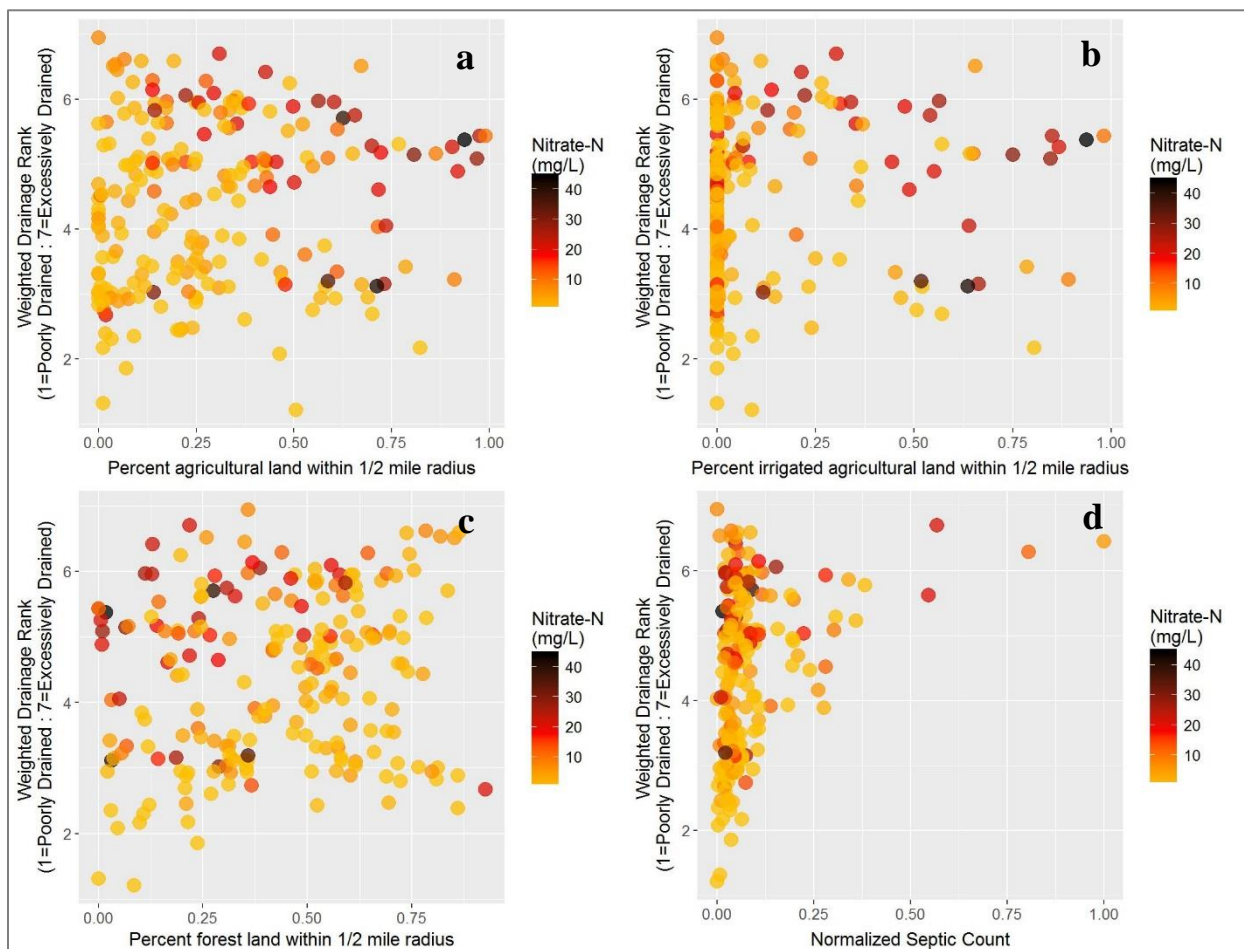 a
Weighted Drainage Rank
(1=Poorly Drained : 7=Excessively Drained)
6
4
2
0.00 0.25 0.50 0.75 1.00
Percent agricultural land within 1/2 mile radius
Nitrate-N
(mg/L)
40
30
20
10
b
Weighted Drainage Rank
(1=Poorly Drained : 7=Excessively Drained)
6
4
2
0.00 0.25 0.50 0.75 1.00
Percent irrigated agricultural land within 1/2 mile radius
Nitrate-N
(mg/L)
40
30
20
10
c
Weighted Drainage Rank
(1=Poorly Drained : 7=Excessively Drained)
6
4
2
0.00 0.25 0.50 0.75
Percent forest land within 1/2 mile radius
Nitrate-N
(mg/L)
40
30
20
10
d
Weighted Drainage Rank
(1=Poorly Drained : 7=Excessively Drained)
6
4
2
0.00 0.25 0.50 0.75 1.00
Normalized Septic Count
Nitrate-N
(mg/L)
40
30
20
10